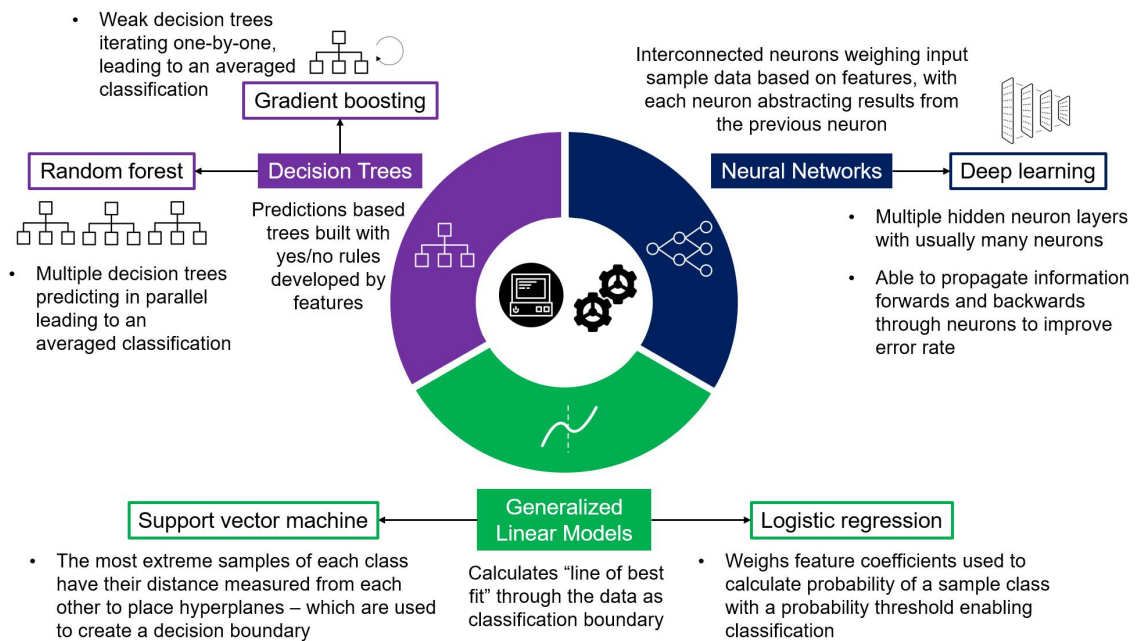 • Weak decision trees
iterating one-by-one,
leading to an averaged
classification
Gradient boosting
Random forest
Decision Trees
Predictions based
trees built with
yes/no rules
developed by
features
• Multiple decision trees
predicting in parallel
leading to an
averaged classification
Interconnected neurons weighing input
sample data based on features, with
each neuron abstracting results from
the previous neuron
Neural Networks
Deep learning
• Multiple hidden neuron layers
with usually many neurons
• Able to propagate information
forwards and backwards
through neurons to improve
error rate
Support vector machine
• The most extreme samples of each class
have their distance measured from each
other to place hyperplanes – which are used
to create a decision boundary
Generalized
Linear Models
Calculates “line of best
fit” through the data as
classification boundary
Logistic regression
• Weighs feature coefficients used to
calculate probability of a sample class
with a probability threshold enabling
classification